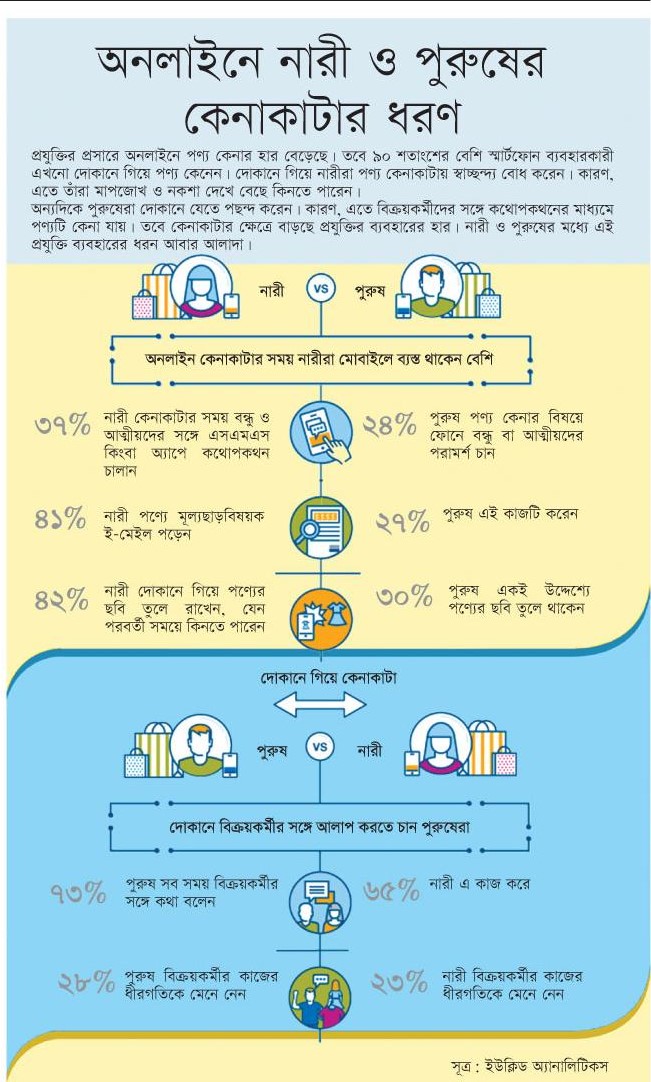 অনলাইনে নারী ও পুরুষের
কেনাকাটার ধরণ
প্রযুক্তির প্রসারে অনলাইনে পণ্য কেনার হার বেড়েছে। তবে ৯০ শতাংশের বেশি স্মার্টফোন ব্যবহারকারী
এখনো দোকানে গিয়ে পণ্য কেনেন। দোকানে গিয়ে নারীরা পণ্য কেনাকাটায় স্বাচ্ছন্দ্য বোধ করেন। কারণ,
এতে তাঁরা মাপজোখ ও নকশা দেখে বেছে কিনতে পারেন।
অন্যদিকে পুরুষেরা দোকানে যেতে পছন্দ করেন। কারণ, এতে বিক্রয়কর্মীদের সঙ্গে কথোপকথনের মাধ্যমে
পণ্যটি কেনা যায়। তবে কেনাকাটার ক্ষেত্রে বাড়ছে প্রযুক্তির ব্যবহারের হার। নারী ও পুরুষের মধ্যে এই
প্রযুক্তি ব্যবহারের ধরন আবার আলাদা।
নারী VS পুরুষ
অনলাইন কেনাকাটার সময় নারীরা মোবাইলে ব্যস্ত থাকেন বেশি
৩৭%
নারী কেনাকাটার সময় বন্ধু ও
আত্মীয়দের সঙ্গে এসএমএস
কিংবা অ্যাপে কথোপকথন
চালান
২৪%
পুরুষ পণ্য কেনার বিষয়ে
ফোনে বন্ধু বা আত্মীয়দের
পরামর্শ চান
৪১%
নারী পণ্যে মূল্যছাড়বিষয়ক
ই-মেইল পড়েন
২৭%
পুরুষ এই কাজটি করেন
৪২%
নারী দোকানে গিয়ে পণ্যের
ছবি তুলে রাখেন, যেন
পরবর্তী সময়ে কিনতে পারেন
৩০%
পুরুষ একই উদ্দেশ্যে
পণ্যের ছবি তুলে থাকেন
দোকানে গিয়ে কেনাকাটা
পুরুষ VS নারী
দোকানে বিক্রয়কর্মীর সঙ্গে আলাপ করতে চান পুরুষেরা
৭৩%
পুরুষ সব সময় বিক্রয়কর্মীর
সঙ্গে কথা বলেন
৬৫%
নারী এ কাজ করে
২৮%
পুরুষ বিক্রয়কর্মীর কাজের
ধীরগতিকে মেনে নেন
২৩%
নারী বিক্রয়কর্মীর কাজের
ধীরগতিকে মেনে নেন
সূত্র : ইউক্লিড অ্যানালিটিকস